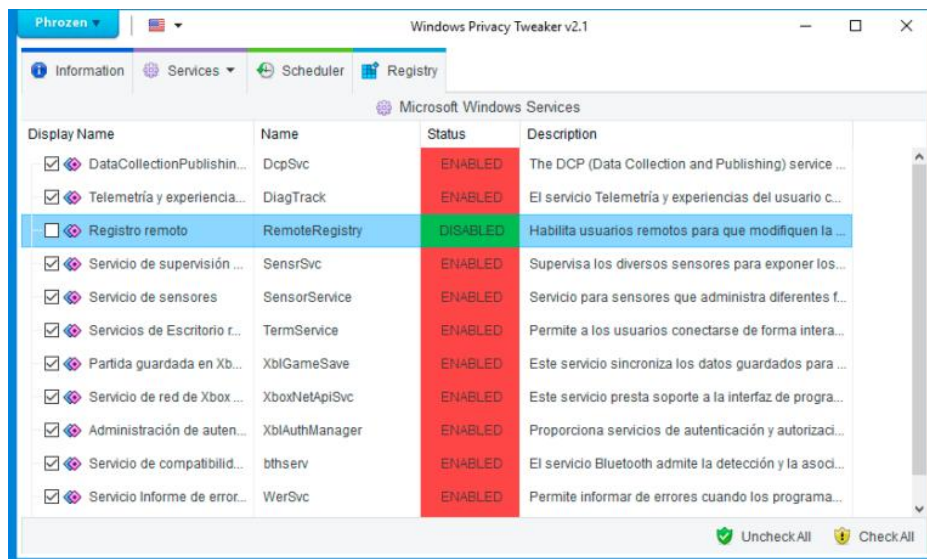 Phrozen
Windows Privacy Tweaker v2.1
Information Services Scheduler Registry
Microsoft Windows Services
Display Name Name Status Description
DataCollectionPublishin... DcpSvc ENABLED The DCP (Data Collection and Publishing) service ...
Telemetría y experiencia... DiagTrack ENABLED El servicio Telemetría y experiencias del usuario c...
Registro remoto RemoteRegistry DISABLED Habilita usuarios remotos para que modifiquen la ...
Servicio de supervisión ... SensrSvc ENABLED Supervisa los diversos sensores para exponer los...
Servicio de sensores SensorService ENABLED Servicio para sensores que administra diferentes f...
Servicios de Escritorio r... TermService ENABLED Permite a los usuarios conectarse de forma intera...
Partida guardada en Xb... XblGameSave ENABLED Este servicio sincroniza los datos guardados para ...
Servicio de red de Xbox ... XboxNetApiSvc ENABLED Este servicio presta soporte a la interfaz de progra...
Administración de auten... XblAuthManager ENABLED Proporciona servicios de autenticación y autorizaci...
Servicio de compatibilid... bthserv ENABLED El servicio Bluetooth admite la detección y la asoci...
Servicio Informe de error... WerSvc ENABLED Permite informar de errores cuando los programa...
Uncheck All Check All